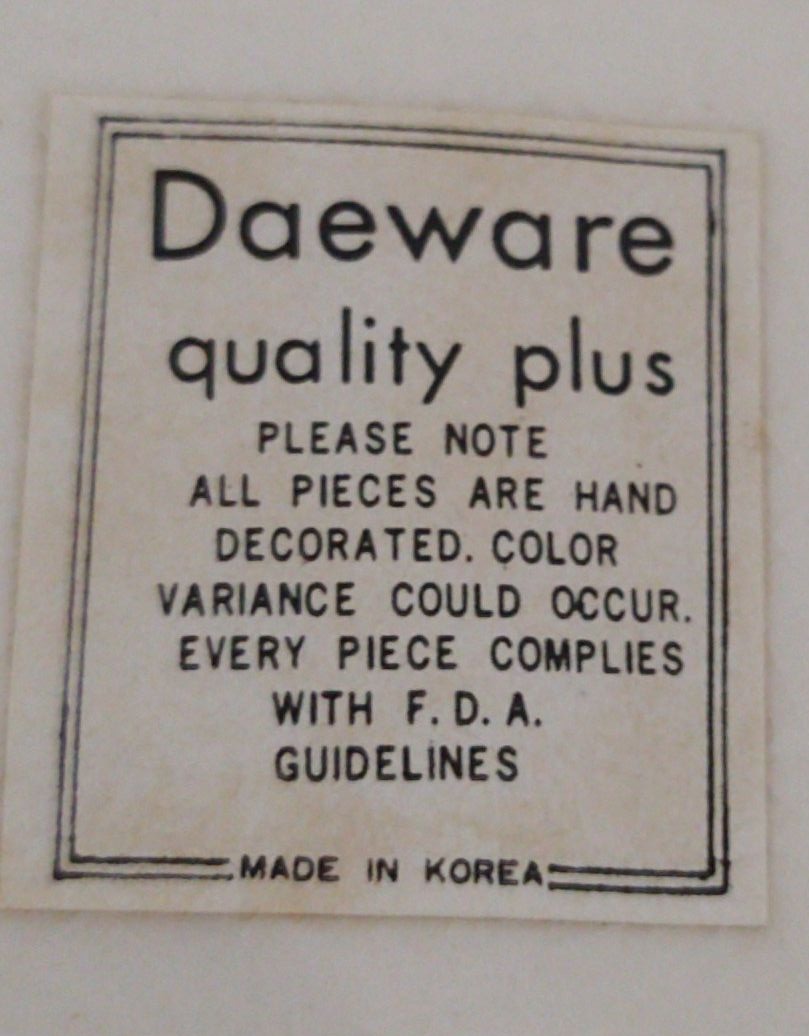 Daeware
quality plus
PLEASE NOTE
ALL PIECES ARE HAND
DECORATED. COLOR
VARIANCE COULD OCCUR.
EVERY PIECE COMPLIES
WITH F. D. A.
GUIDELINES
MADE IN KOREA